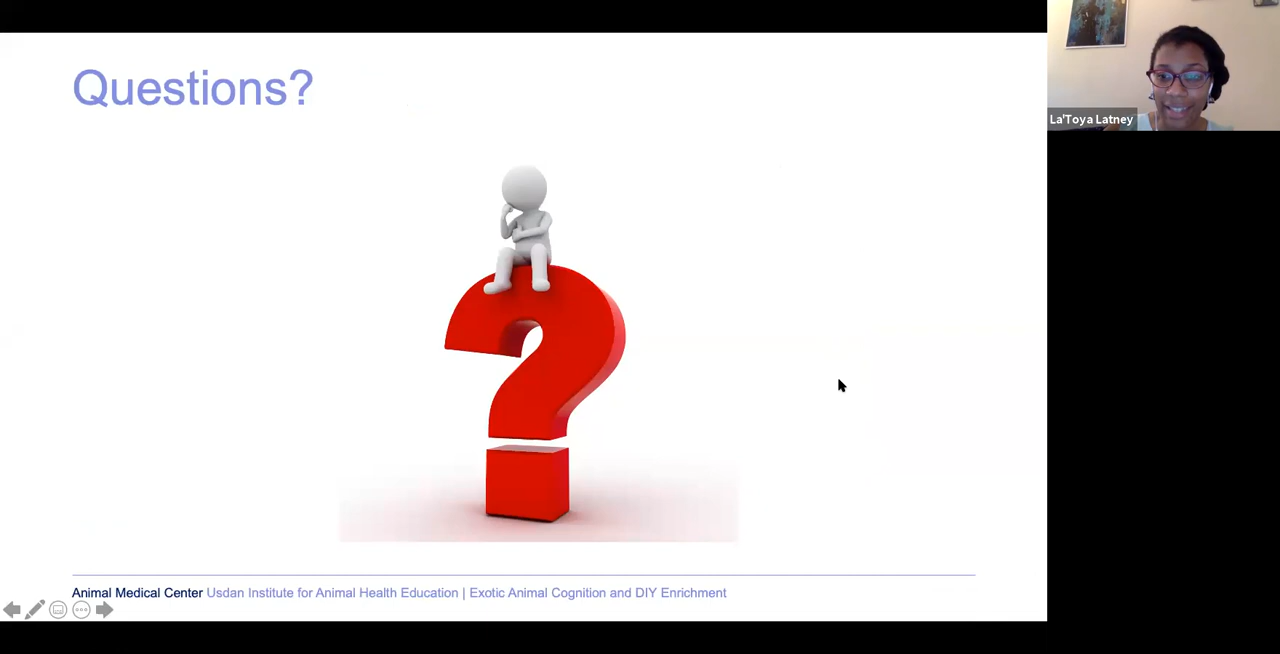 Questions?
La'Toya Latney
Animal Medical Center Usdan Institute for Animal Health Education | Exotic Animal Cognition and DIY Enrichment